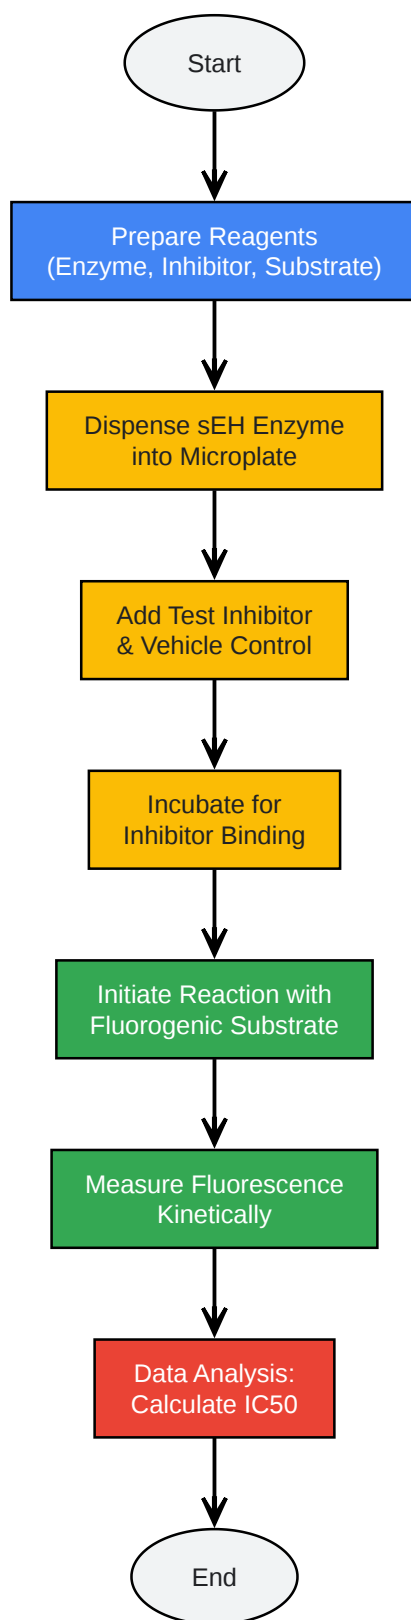 Start
Prepare Reagents
(Enzyme, Inhibitor, Substrate)
Dispense sEH Enzyme
into Microplate
Add Test Inhibitor
& Vehicle Control
Incubate for
Inhibitor Binding
Initiate Reaction with
Fluorogenic Substrate
Measure Fluorescence
Kinetically
Data Analysis:
Calculate IC50
End